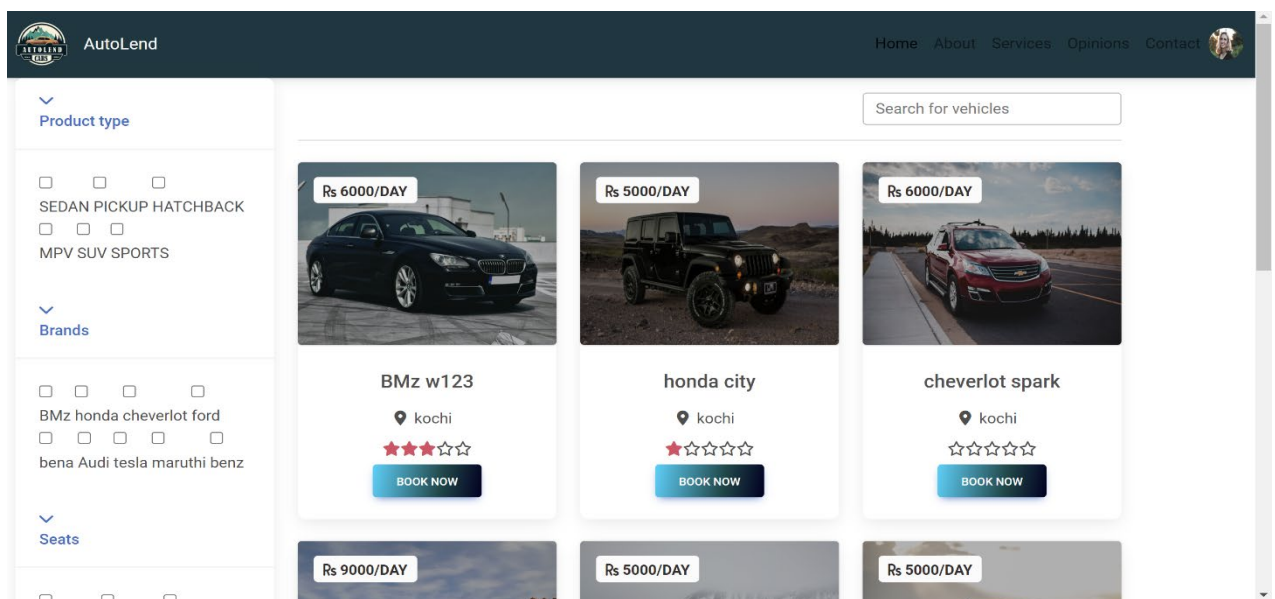 AUTOLEND
CARS
AutoLend
Home About Services Opinions Contact
Product type
SEDAN PICKUP HATCHBACK
MPV SUV SPORTS
Brands
BMz honda cheverlot ford
bena Audi tesla maruthi benz
Seats
Search for vehicles
₨ 6000/DAY
₨ 5000/DAY
₨ 6000/DAY
BMz w123
honda city
cheverlot spark
kochi
kochi
kochi
BOOK NOW
BOOK NOW
BOOK NOW
₨ 9000/DAY
₨ 5000/DAY
₨ 5000/DAY